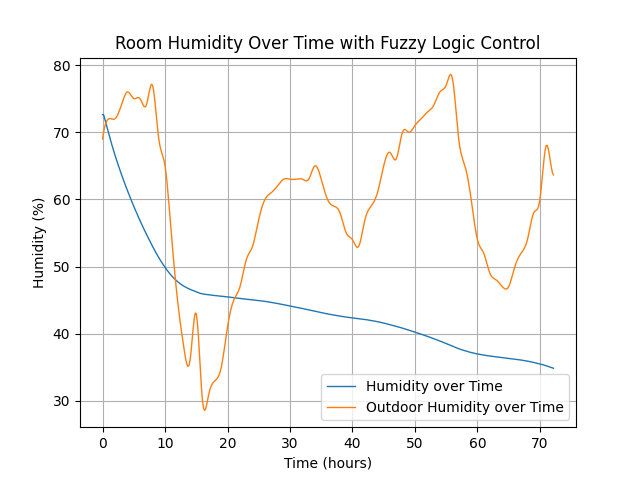 Room Humidity Over Time with Fuzzy Logic Control
80
70
60
50
40
30
Humidity (%)
Humidity over Time
Outdoor Humidity over Time
0 10 20 30 40 50 60 70
Time (hours)